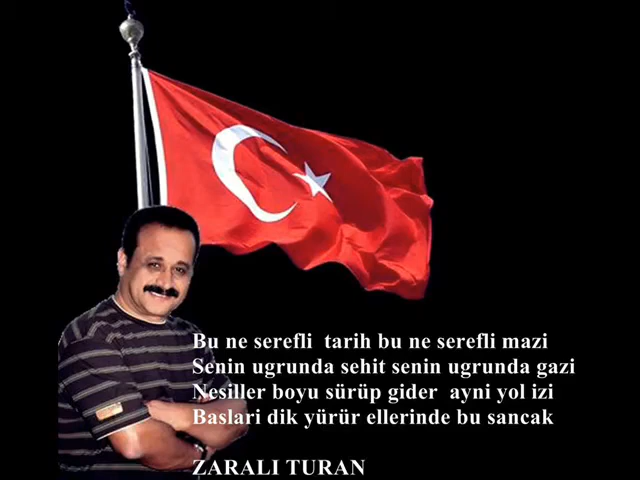 Bu ne serefli tarih bu ne serefli mazi
Senin ugrunda sehit senin ugrunda gazi
Nesiller boyu sürüp gider ayni yol izi
Baslari dik yürür ellerinde bu sancak
ZARALI TURAN